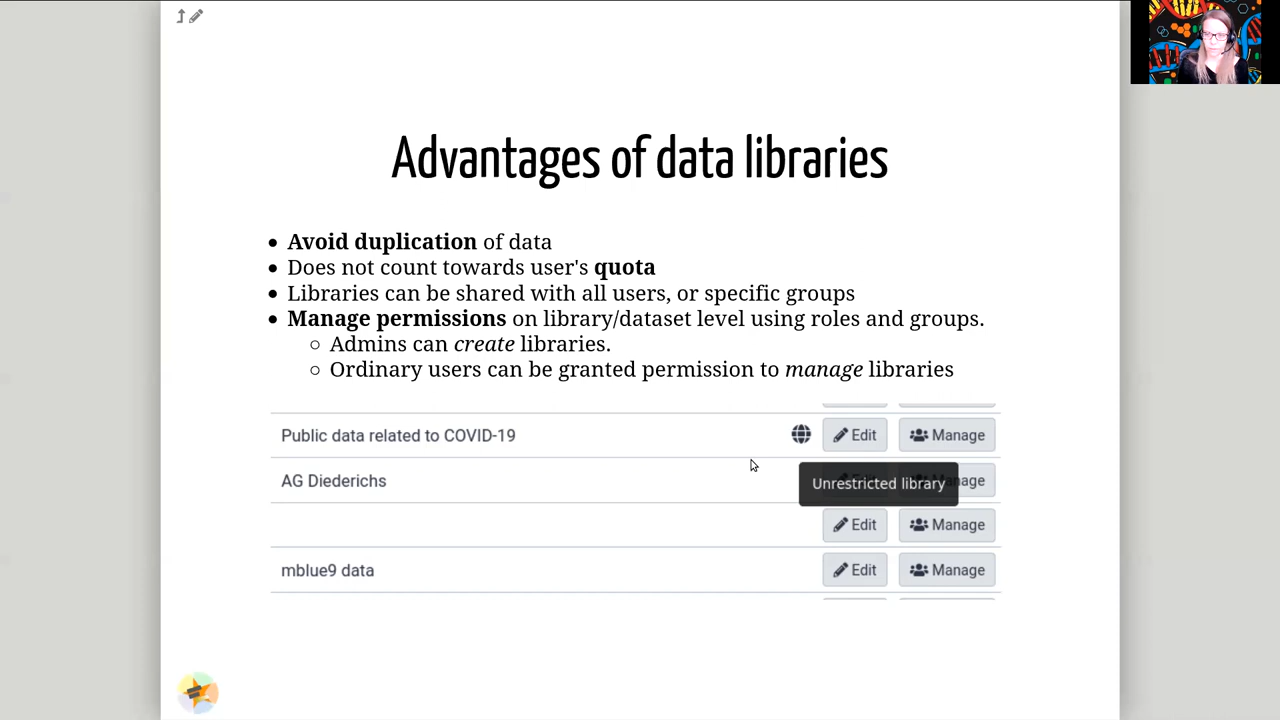 Advantages of data libraries
Avoid duplication of data
Does not count towards user's quota
Libraries can be shared with all users, or specific groups
Manage permissions on library/dataset level using roles and groups.
Admins can create libraries.
Ordinary users can be granted permission to manage libraries
Public data related to COVID-19 Edit Manage
AG Diederichs Edit Manage
Unrestricted library
Edit Manage
mblue9 data Edit Manage